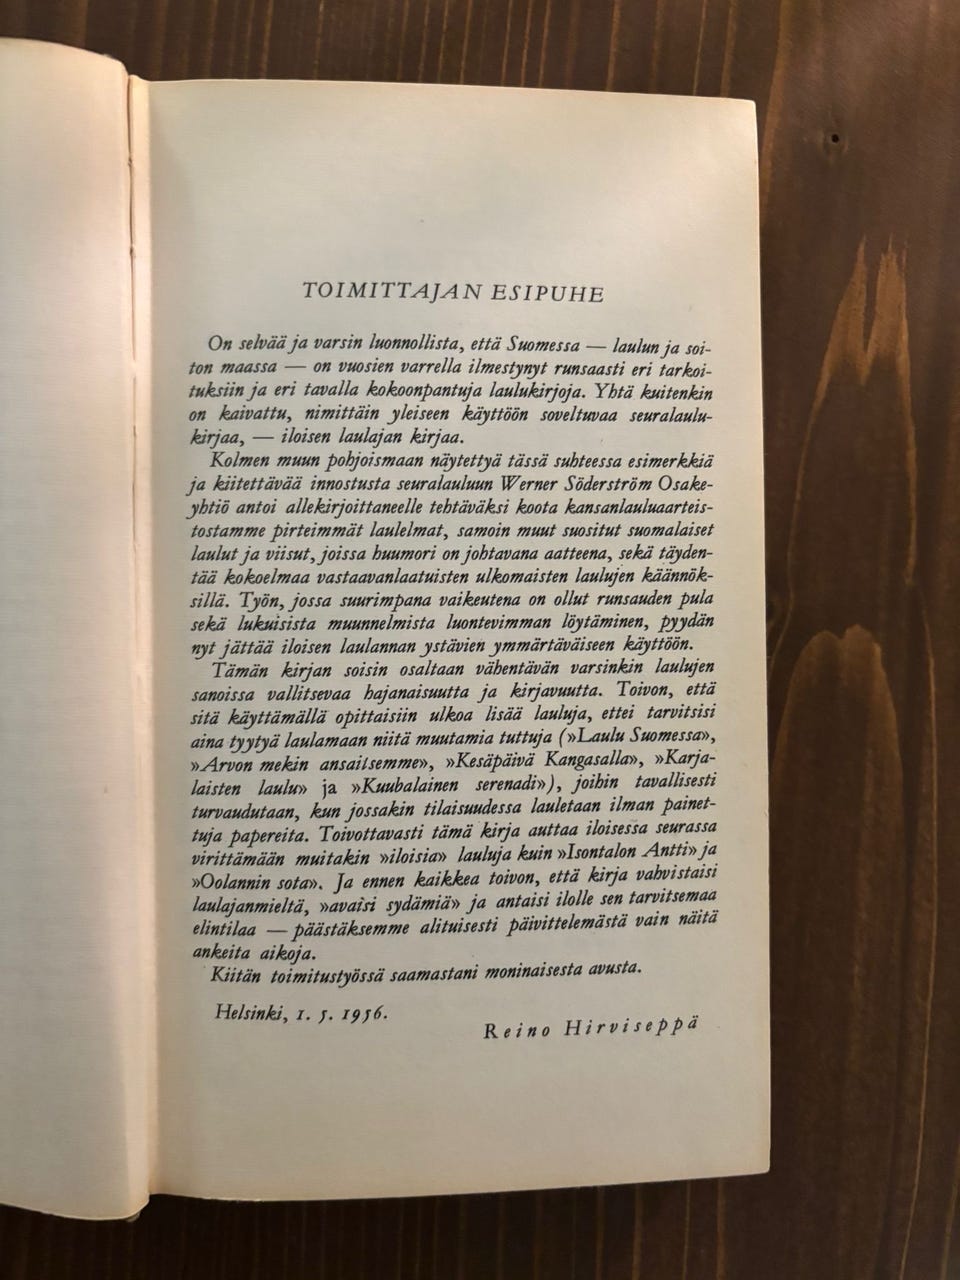 TOIMITTAJAN ESIPUHE
On selvää ja varsin luonnollista, että Suomessa — laulun ja soi-
ton maassa — on vuosien varrella ilmestynyt runsaasti eri tarkoi-
tuksiin ja eri tavalla kokoonpantuja laulukirjoja. Yhtä kuitenkin
on kaivattu, nimittäin yleiseen käyttöön soveltuvaa seuralaulu-
kirjaa, — iloisen laulajan kirjaa.
Kolmen muun pohjoismaan näytettyä tässä suhteessa esimerkkiä
ja kiitettävää innostusta seuralauluun Werner Söderström Osake-
yhtiö antoi allekirjoittaneelle tehtäväksi koota kansanlauluaarteis-
tostamme pirteimmät laulelmat, samoin muut suositut suomalaiset
laulut ja viisut, joissa huumori on johtavana aatteena, sekä täyden-
tää kokoelmaa vastaavanlaatuisten ulkomaisten laulujen käännök-
sillä. Työn, jossa suurimpana vaikeutena on ollut runsauden pula
sekä lukuisista muunnelmista luontevimman löytäminen, pyydän
nyt jättää iloisen laulannan ystävien ymmärtäväiseen käyttöön.
Tämän kirjan soisin osaltaan vähentävän varsinkin laulujen
sanoissa vallitsevaa hajanaisuutta ja kirjavuutta. Toivon, että
sitä käyttämällä opittaisiin ulkoa lisää lauluja, ettei tarvitsisi
aina tyytyä laulamaan niitä muutamia tuttuja (»Laulu Suomessa»,
»Arvon mekin ansailsemme», »Kesäpäivä Kangasalla», »Karja-
laisten laulu» ja »Kuubalainen serenadi»), joihin tavallisesti
turvaudutaan, kun jossakin tilaisuudessa lauletaan ilman painet-
tuja papereita. Toivottavasti tämä kirja auttaa iloisessa seurassa
virittämään muitakin »iloisia» lauluja kuin »Isontalon Antti» ja
»Oolannin sota». Ja ennen kaikkea toivon, että kirja vahvistaisi
laulajanmieltä, »avaisi sydämiä» ja antaisi ilolle sen tarvitsemaa
elintilaa — päästäksemme alituisesti päivittelemästä vain näitä
ankeita aikoja.
Kiitän toimitustyössä saamastani moninaisesta avusta.
Helsinki, 1. 5. 1956.
Reino Hirviseppä